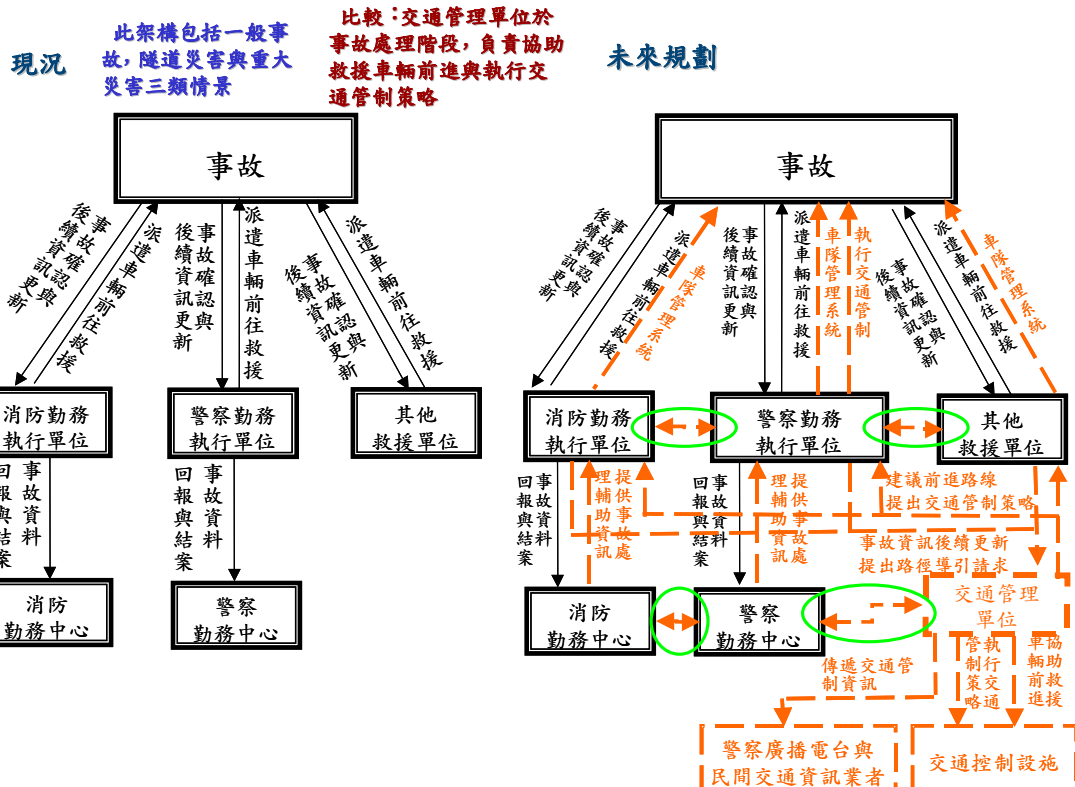 現況
此架構包括一般事
故，隧道災害與重大
災害三類情景
比較：交通管理單位於
事故處理階段，負責協助
救援車輛前進與執行交
通管制策略
未來規劃
事故
事故確認與
後續資訊更新
派遣車輛前往救援
事故確認與
後續資訊更新
派遣車輛前往救援
事故確認與
後續資訊更新
派遣車輛前往救援
消防勤務
執行單位
警察勤務
執行單位
其他
救援單位
事故資料
回報與結案
事故資料
回報與結案
消防
勤務中心
警察
勤務中心
事故
事故確認與
後續資訊更新
派遣車輛前往救援
車隊管理系統
事故確認與
後續資訊更新
派遣車輛前往救援
車隊管理系統
執行交通管制
事故確認與
後續資訊更新
派遣車輛前往救援
車隊管理系統
消防勤務
執行單位
警察勤務
執行單位
其他
救援單位
事故資料
回報與結案
提供事故處
理輔助資訊
事故資料
回報與結案
提供事故處
理輔助資訊
建議前進路線
提出交通管制策略
事故資訊後續更新
提出路徑導引請求
消防
勤務中心
警察
勤務中心
交通管理
單位
傳遞交通管
制資訊
執行交通
管制策略
協助救援
車輛前進
警察廣播電台與
民間交通資訊業者
交通控制設施